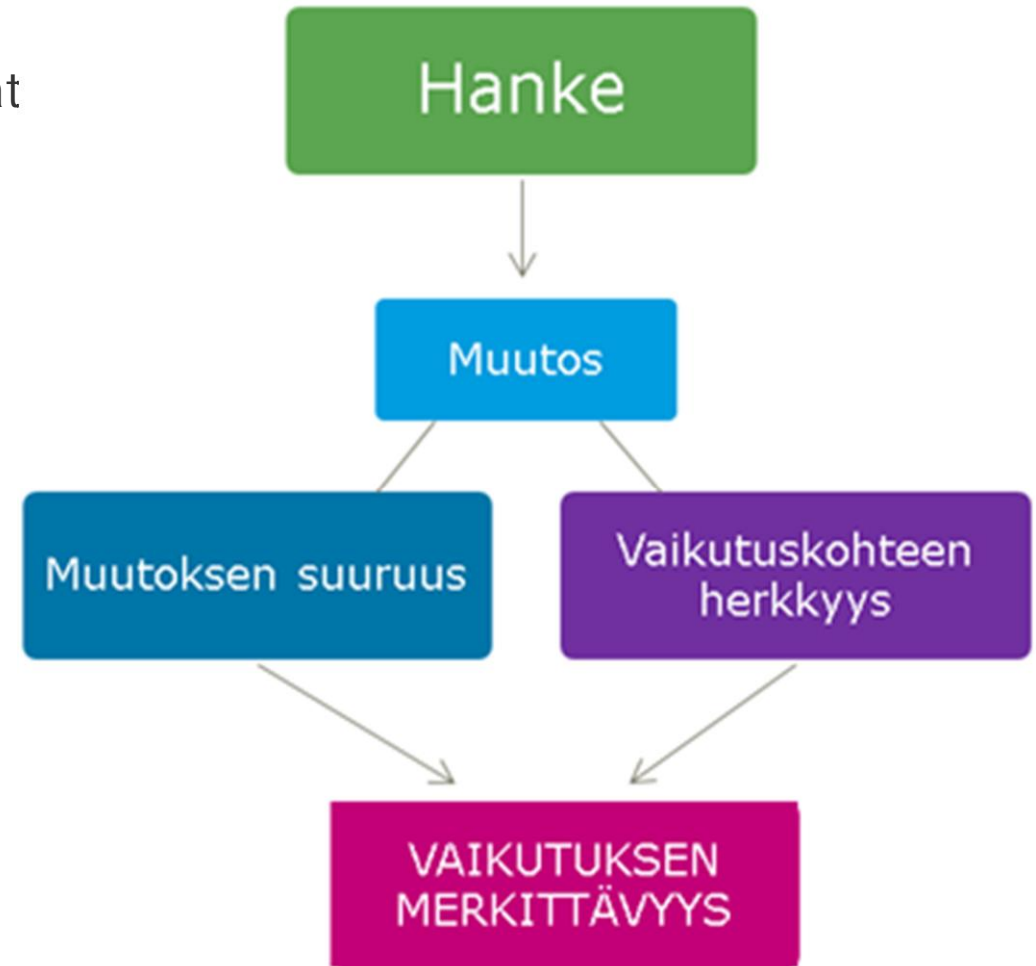 Hanke
Muutos
Muutoksen suuruus
Vaikutuskohteen
herkkyys
VAIKUTUKSEN
MERKITTÄVYYS